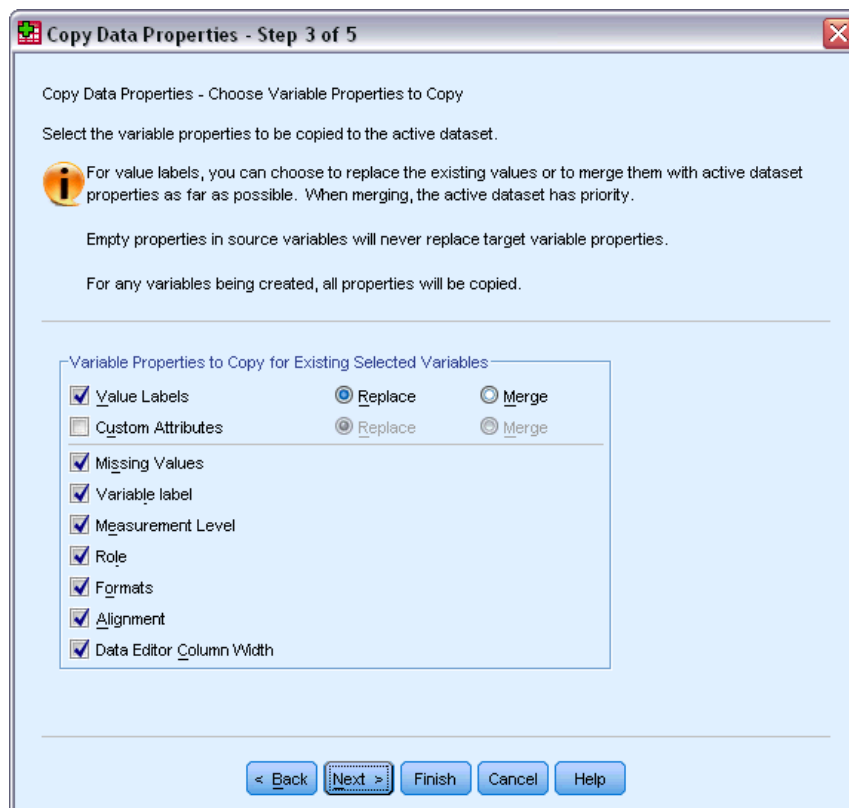 Copy Data Properties - Step 3 of 5
Copy Data Properties - Choose Variable Properties to Copy
Select the variable properties to be copied to the active dataset.
For value labels, you can choose to replace the existing values or to merge them with active dataset
properties as far as possible. When merging, the active dataset has priority.
Empty properties in source variables will never replace target variable properties.
For any variables being created, all properties will be copied.
Variable Properties to Copy for Existing Selected Variables
Value Labels Replace Merge
Custom Attributes Replace Merge
Missing Values
Variable label
Measurement Level
Role
Formats
Alignment
Data Editor Column Width
< Back Next > Finish Cancel Help